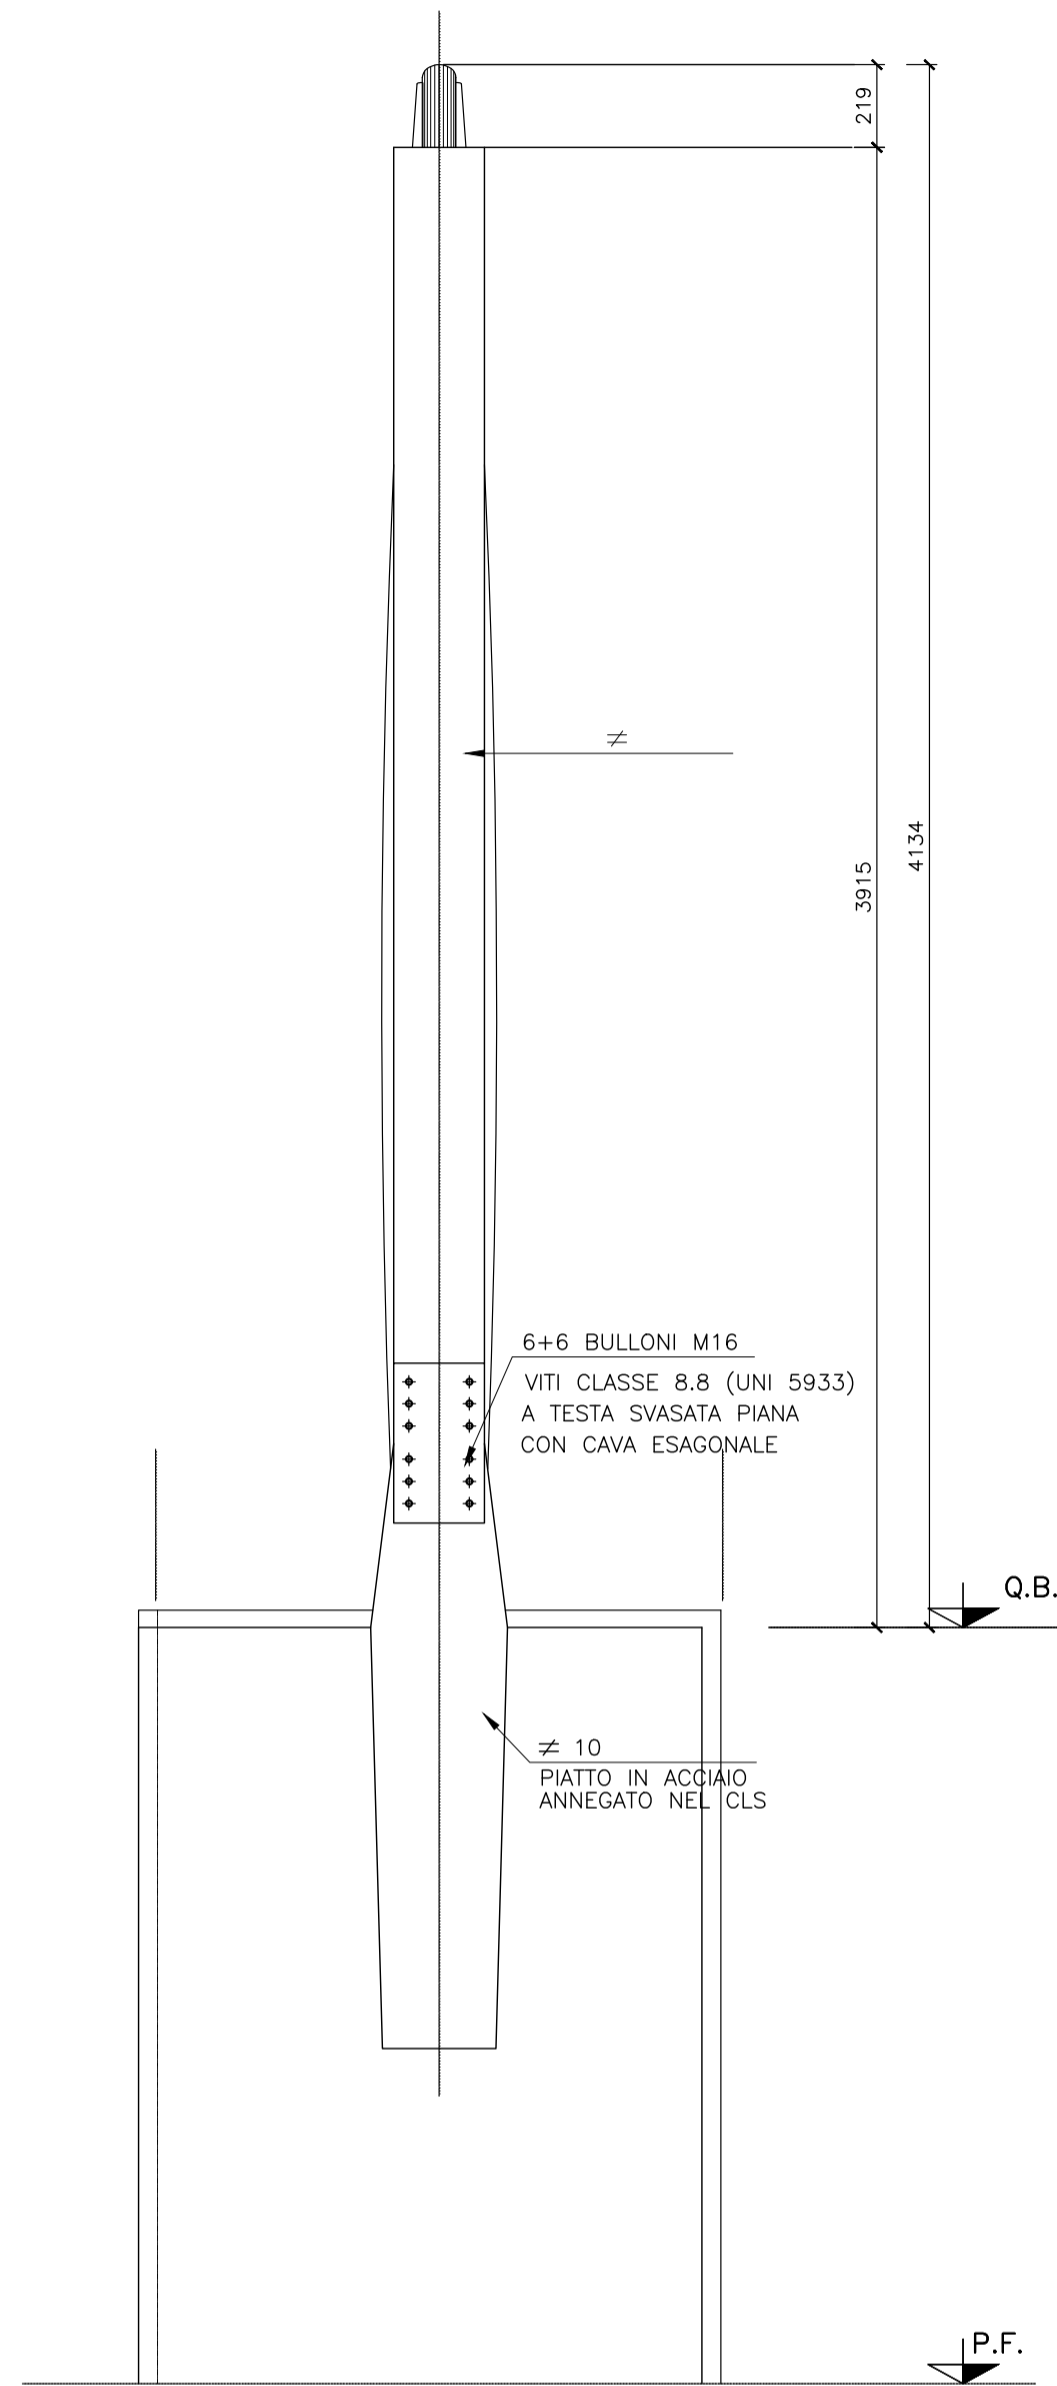 219
3915
4134
≠
6+6 BULLONI M16
VITI CLASSE 8.8 (UNI 5933)
A TESTA SVASATA PIANA
CON CAVA ESAGONALE
Q.B.
≠ 10
PIATTO IN ACCIAIO
ANNEGATO NEL CLS
P.F.